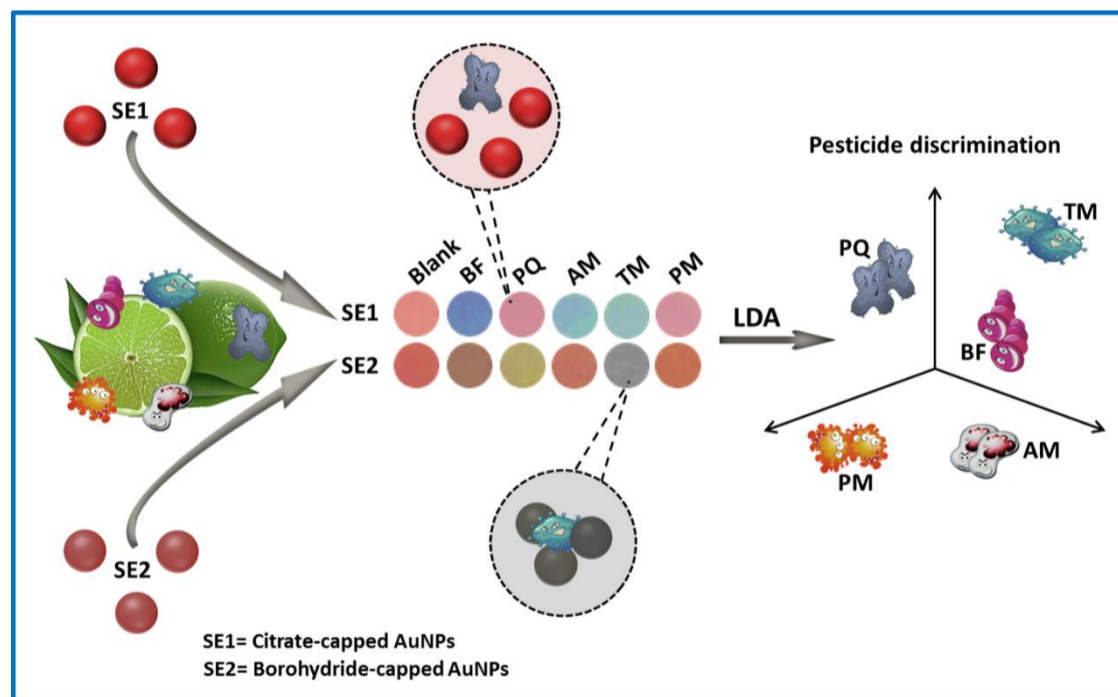 SE1
Pesticide discrimination
TM
PQ
BF
PM
AM
Blank BF PQ AM TM PM
SE1
SE2
LDA
SE2
SE1= Citrate-capped AuNPs
SE2= Borohydride-capped AuNPs